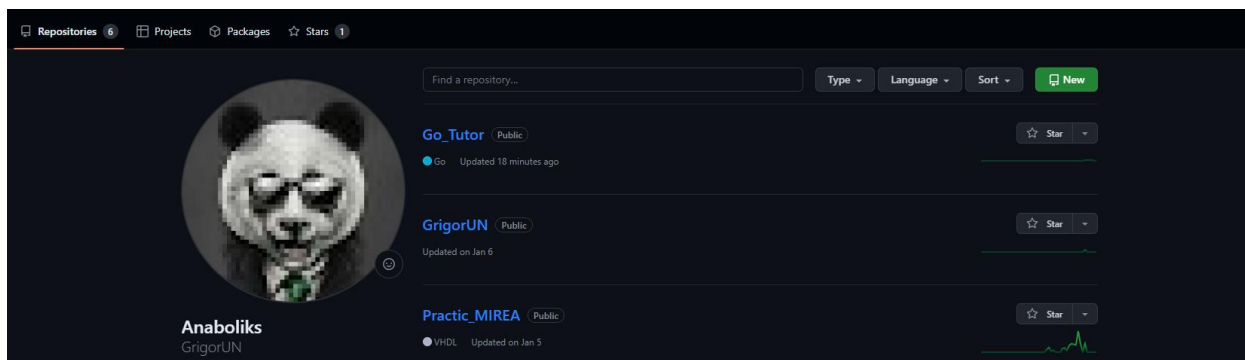 Repositories 6 Projects Packages Stars 1
Find a repository... Type Language Sort New
Go_Tutor Public Star
Go Updated 18 minutes ago
GrigorUN Public Star
Updated on Jan 6
Practic_MIREA Public Star
VHDL Updated on Jan 5
Anaboliks
GrigorUN